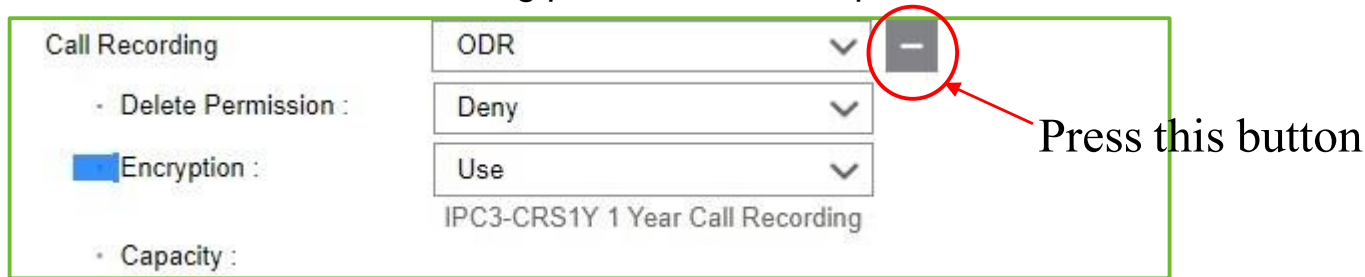 Call Recording ODR −
· Delete Permission : Deny
Press this button
· Encryption : Use
IPC3-CRS1Y 1 Year Call Recording
· Capacity :